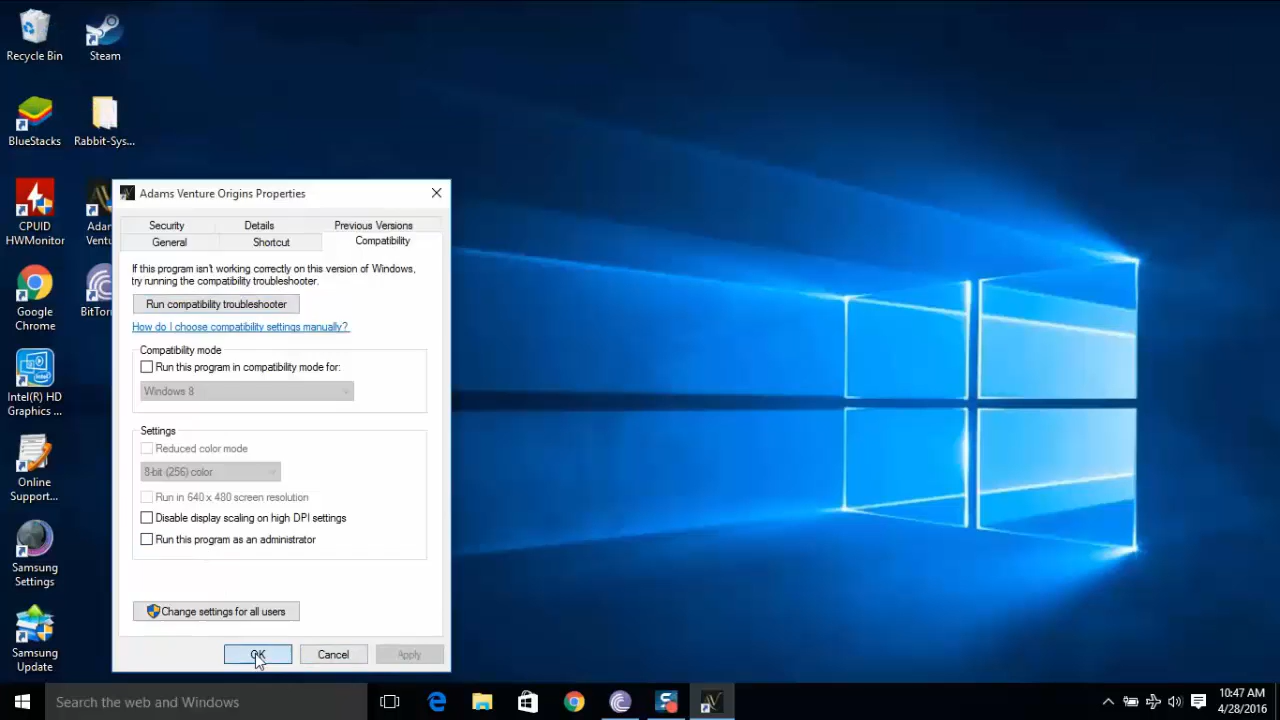 Recycle Bin
Steam
BlueStacks
Rabbit-Sys...
CPUID
HWMonitor
Google
Chrome
Intel(R) HD
Graphics ...
Online
Support...
Samsung
Settings
Samsung
Update
Adams Venture Origins Properties
Security
Details
Previous Versions
General
Shortcut
Compatibility
If this program isn't working correctly on this version of Windows,
try running the compatibility troubleshooter.
Run compatibility troubleshooter
How do I choose compatibility settings manually?
Compatibility mode
Run this program in compatibility mode for:
Windows 8
Settings
Reduced color mode
8-bit (256) color
Run in 640 x 480 screen resolution
Disable display scaling on high DPI settings
Run this program as an administrator
Change settings for all users
OK
Cancel
Apply
Search the web and Windows
10:47 AM
4/28/2016